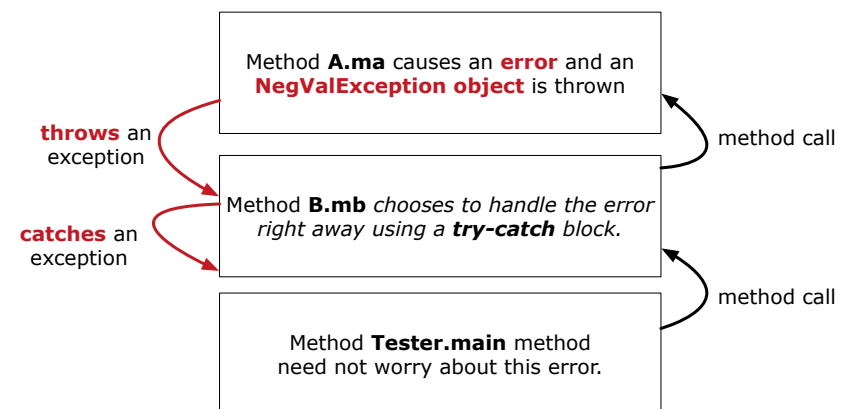 Method A.ma causes an error and an
NegValException object is thrown
throws an
exception
method call
Method B.mb chooses to handle the error
right away using a try-catch block.
catches an
exception
method call
Method Tester.main method
need not worry about this error.